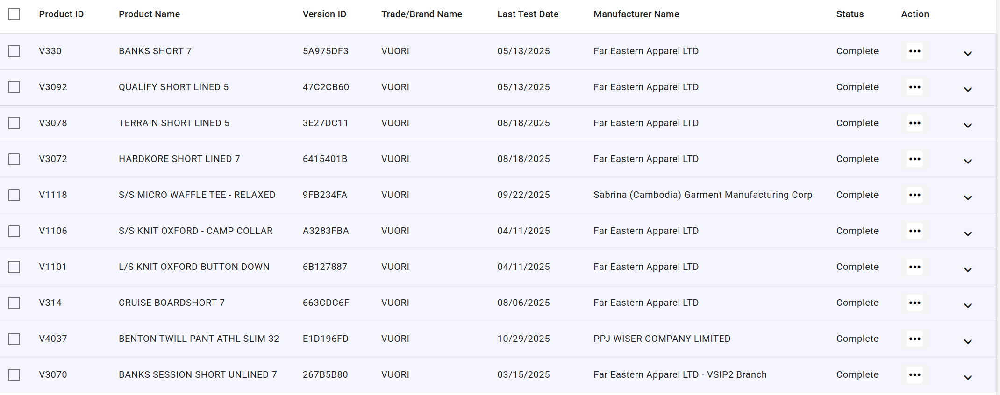 Product ID Product Name Version ID Trade/Brand Name Last Test Date Manufacturer Name Status Action
V330 BANKS SHORT 7 5A975DF3 VUORI 05/13/2025 Far Eastern Apparel LTD Complete
V3092 QUALIFY SHORT LINED 5 47C2CB60 VUORI 05/13/2025 Far Eastern Apparel LTD Complete
V3078 TERRAIN SHORT LINED 5 3E27DC11 VUORI 08/18/2025 Far Eastern Apparel LTD Complete
V3072 HARDKORE SHORT LINED 7 6415401B VUORI 08/18/2025 Far Eastern Apparel LTD Complete
V1118 S/S MICRO WAFFLE TEE - RELAXED 9FB234FA VUORI 09/22/2025 Sabrina (Cambodia) Garment Manufacturing Corp Complete
V1106 S/S KNIT OXFORD - CAMP COLLAR A3283FBA VUORI 04/11/2025 Far Eastern Apparel LTD Complete
V1101 L/S KNIT OXFORD BUTTON DOWN 6B127887 VUORI 04/11/2025 Far Eastern Apparel LTD Complete
V314 CRUISE BOARDSHORT 7 663CDC6F VUORI 08/06/2025 Far Eastern Apparel LTD Complete
V4037 BENTON TWILL PANT ATHL SLIM 32 E1D196FD VUORI 10/29/2025 PPJ-WISER COMPANY LIMITED Complete
V3070 BANKS SESSION SHORT UNLINED 7 267B5B80 VUORI 03/15/2025 Far Eastern Apparel LTD - VSIP2 Branch Complete